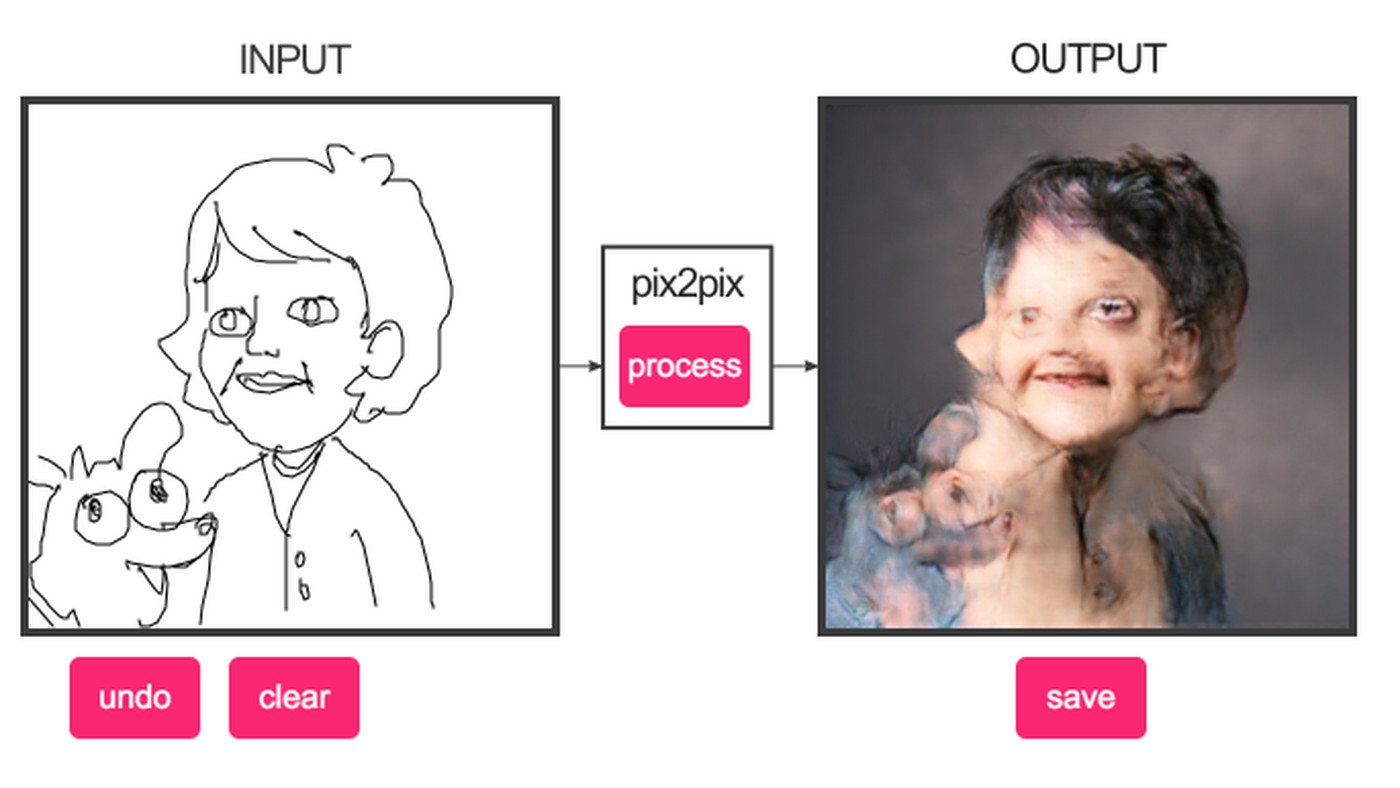 INPUT
OUTPUT
pix2pix
process
undo
clear
save